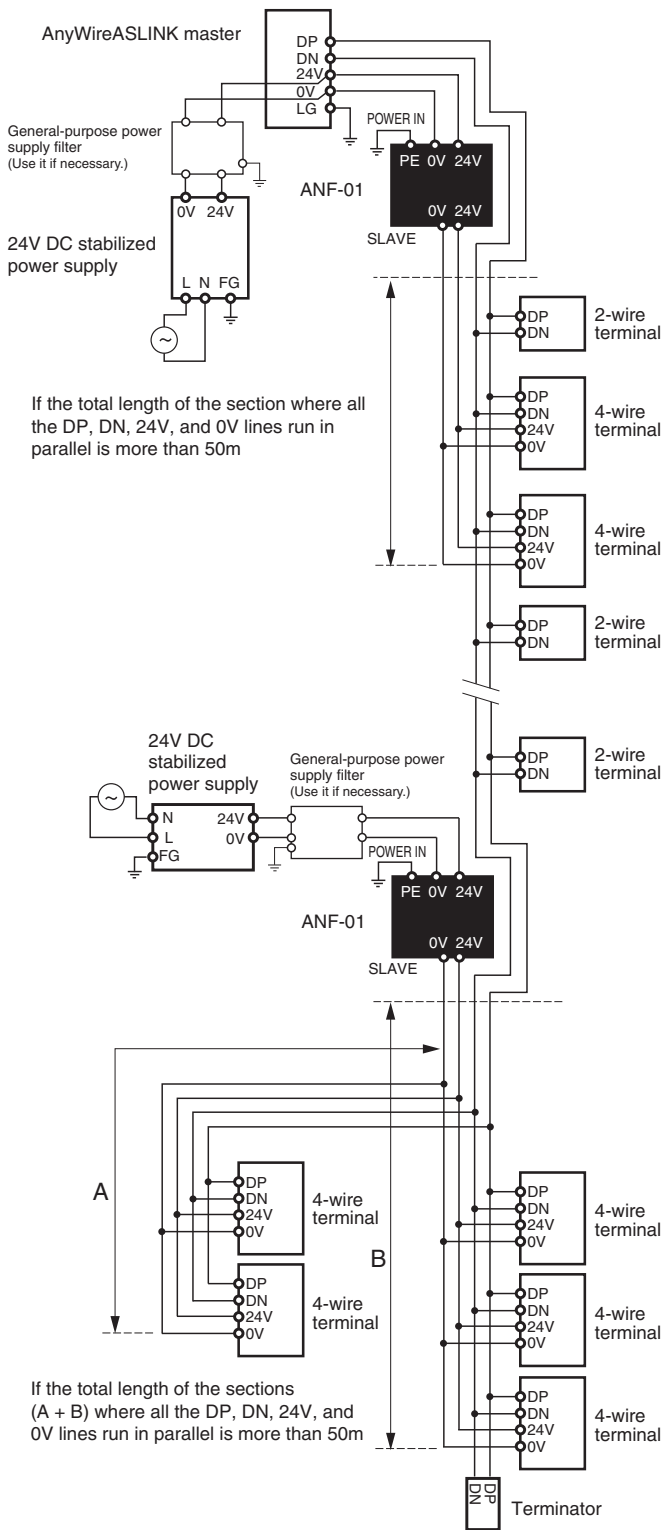 AnyWireASLINK master
DP
DN
24V
0V
LG
General-purpose power
supply filter
(Use it if necessary.)
POWER IN
PE 0V 24V
ANF-01
0V 24V
SLAVE
0V 24V
24V DC stabilized
power supply
L N FG
~
DP
DN
2-wire
terminal
If the total length of the section where all
the DP, DN, 24V, and 0V lines run in
parallel is more than 50m
DP
DN
24V
0V
4-wire
terminal
DP
DN
24V
0V
4-wire
terminal
DP
DN
2-wire
terminal
DP
DN
2-wire
terminal
24V DC
stabilized
power supply
General-purpose power
supply filter
(Use it if necessary.)
~
N
L
FG
24V
0V
POWER IN
PE 0V 24V
ANF-01
0V 24V
SLAVE
A
B
DP
DN
24V
0V
4-wire
terminal
DP
DN
24V
0V
4-wire
terminal
DP
DN
24V
0V
4-wire
terminal
DP
DN
24V
0V
4-wire
terminal
DP
DN
24V
0V
4-wire
terminal
If the total length of the sections
(A + B) where all the DP, DN, 24V, and
0V lines run in parallel is more than 50m
DP
DN
Terminator